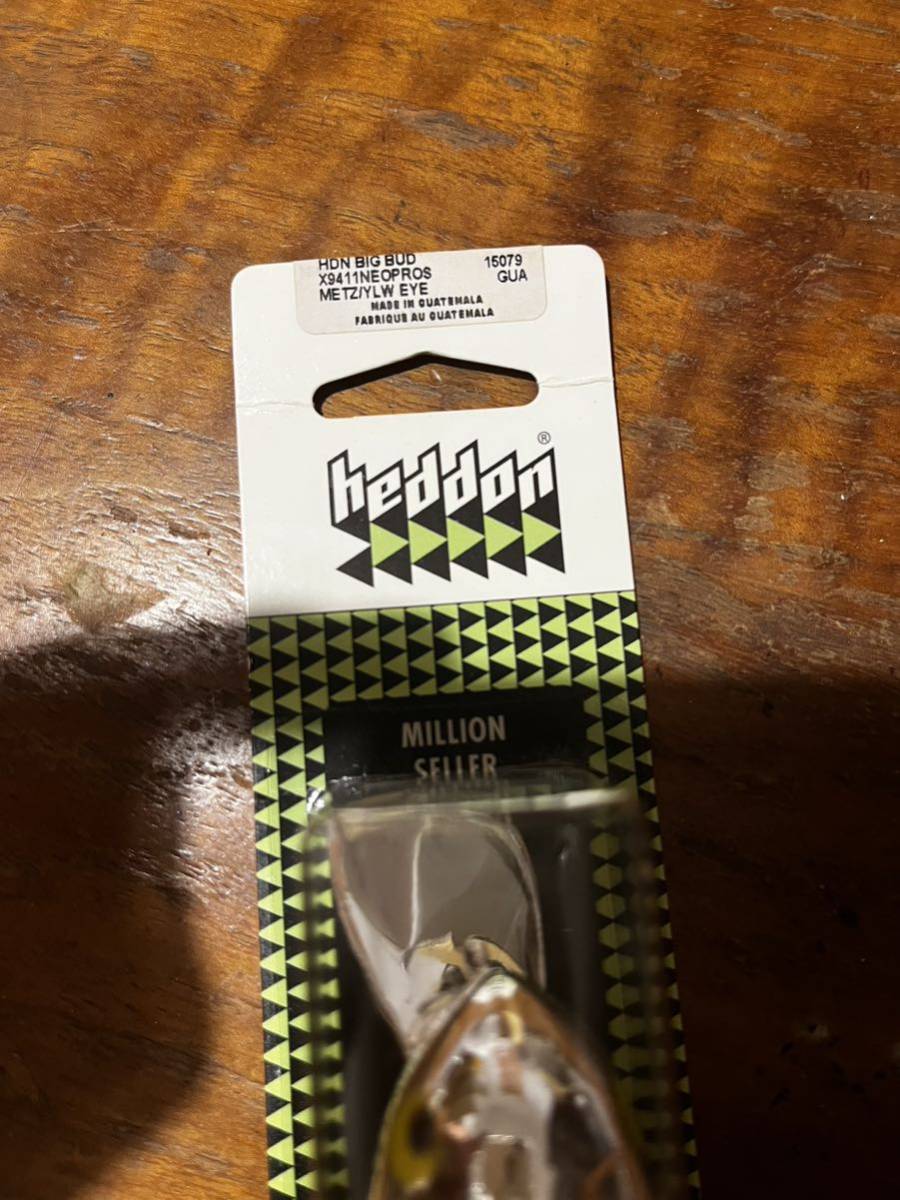 HDN BIG BUD 15079
X9411NEOPROS GUA
METZ/YLW EYE
MADE IN GUATEMALA
FABRIQUE AU GUATEMALA
heddon®
MILLION
SELLER